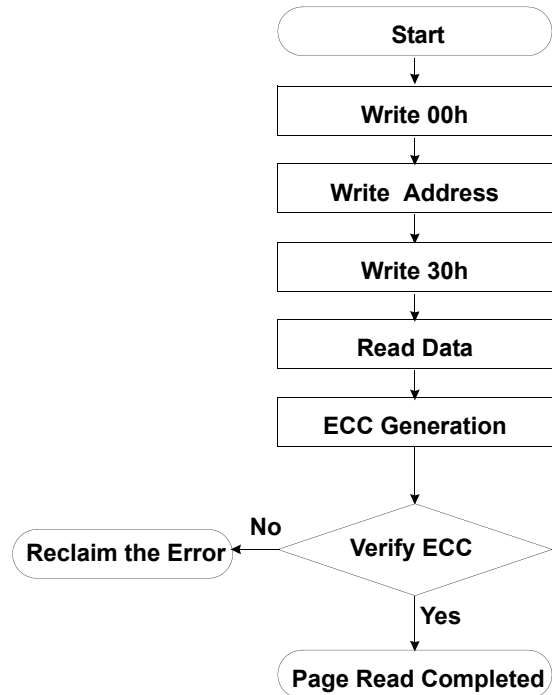 Start
Write 00h
Write Address
Write 30h
Read Data
ECC Generation
Verify ECC
No
Reclaim the Error
Yes
Page Read Completed